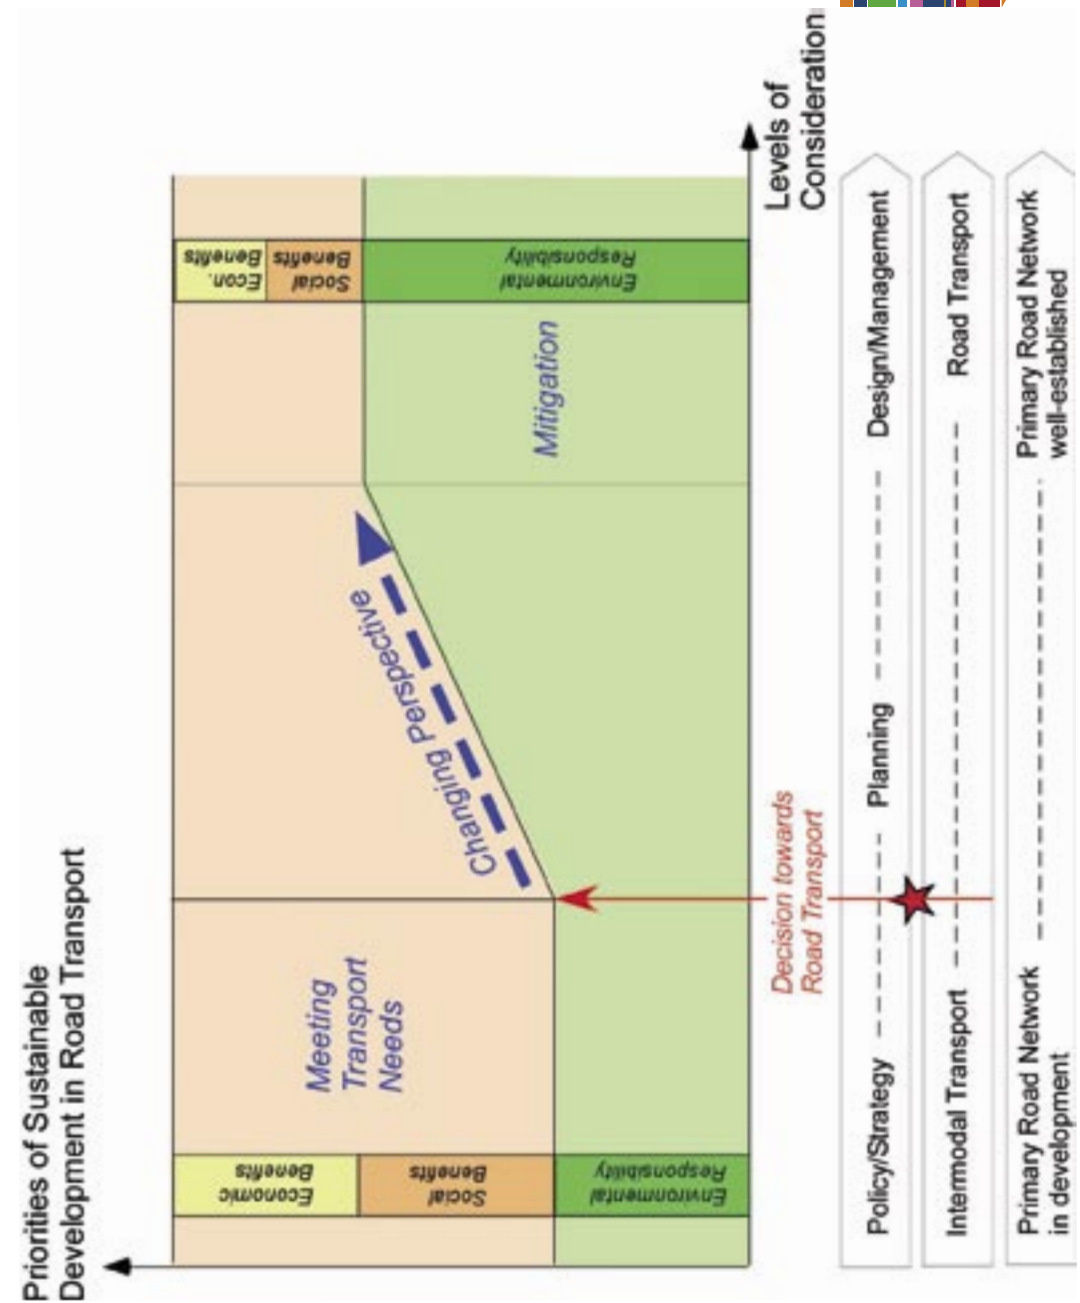 Priorities of Sustainable
Development in Road Transport
Economic
Benefits
Social
Benefits
Environmental
Responsibility
Meeting
Transport
Needs
Changing Perspective
Mitigation
Econ.
Benefits
Social
Benefits
Environmental
Responsibility
Levels of
Consideration
Decision towards
Road Transport
Policy/Strategy
Planning
Design/Management
Intermodal Transport
Road Transport
Primary Road Network
in development
Primary Road Network
well-established